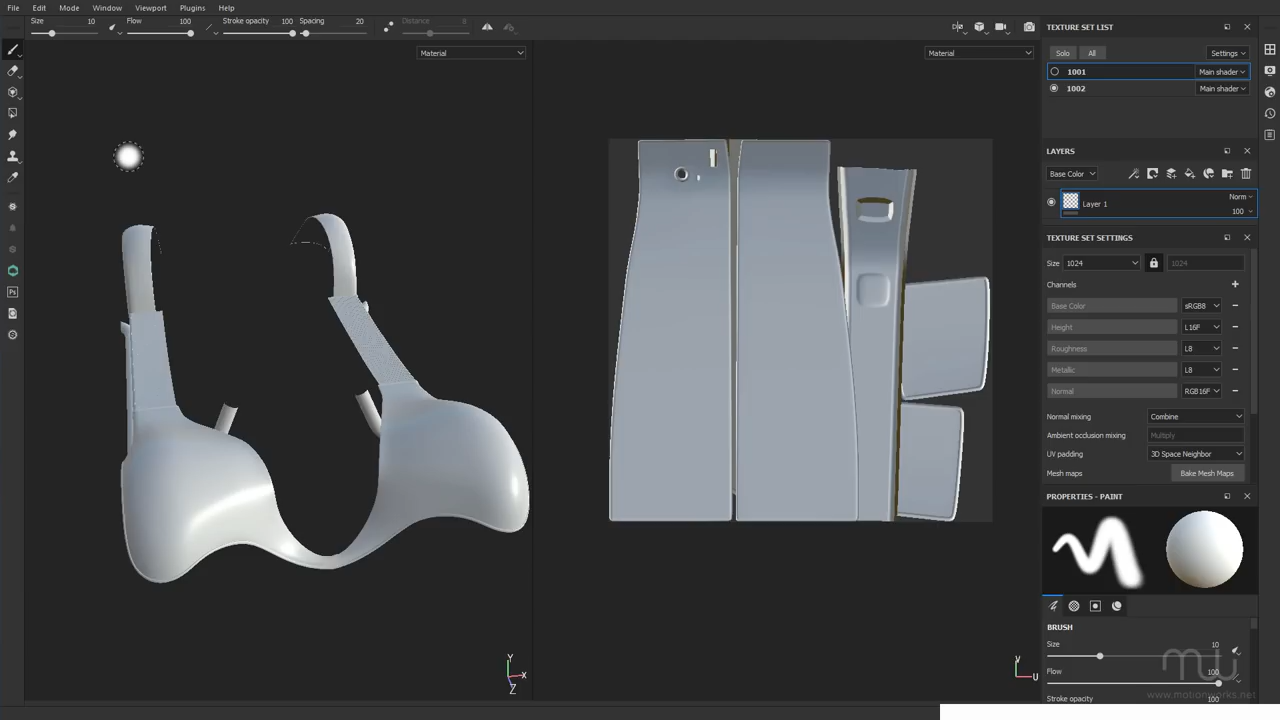 File Edit Mode Window Viewport Plugins Help
Size 10 Flow 100 Stroke opacity 100 Spacing 20 Distance 8
Material
Material
TEXTURE SET LIST
Solo All Settings
1001 Main shader
1002 Main shader
LAYERS
Base Color
Layer 1 Norm
100
TEXTURE SET SETTINGS
Size 1024 1024
Channels
Base Color sRGB8
Height L16F
Roughness L8
Metallic L8
Normal RGB16F
Normal mixing Combine
Ambient occlusion mixing Multiply
UV padding 3D Space Neighbor
Mesh maps Bake Mesh Maps
PROPERTIES - PAINT
BRUSH
Size 10
Flow 100
Stroke opacity 100
Y
X
Z
V
U
Ps
mw
www.motionworks.net